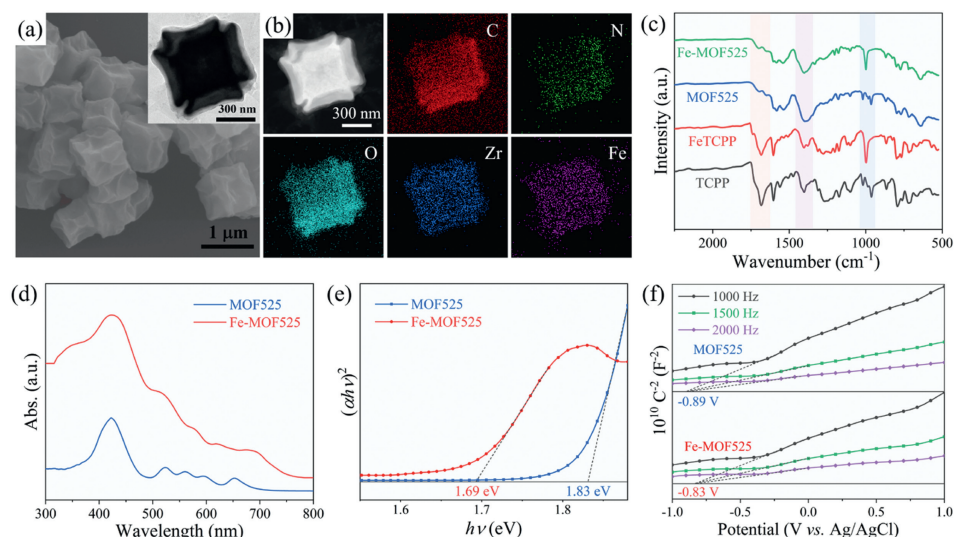 (a)
300 nm
1 μm
(b)
300 nm
C
N
O
Zr
Fe
(c)
Intensity (a.u.)
Fe-MOF525
MOF525
FeTCPP
TCPP
2000 1500 1000 500
Wavenumber (cm⁻¹)
(d)
Abs. (a.u.)
MOF525
Fe-MOF525
300 400 500 600 700 800
Wavelength (nm)
(e)
(αhν)²
MOF525
Fe-MOF525
1.69 eV 1.83 eV
1.6 1.7 1.8
hν (eV)
(f)
10¹⁰ C⁻² (F⁻²)
1000 Hz
1500 Hz
2000 Hz
MOF525
-0.89 V
Fe-MOF525
-0.83 V
-1.0 -0.5 0.0 0.5 1.0
Potential (V vs. Ag/AgCl)